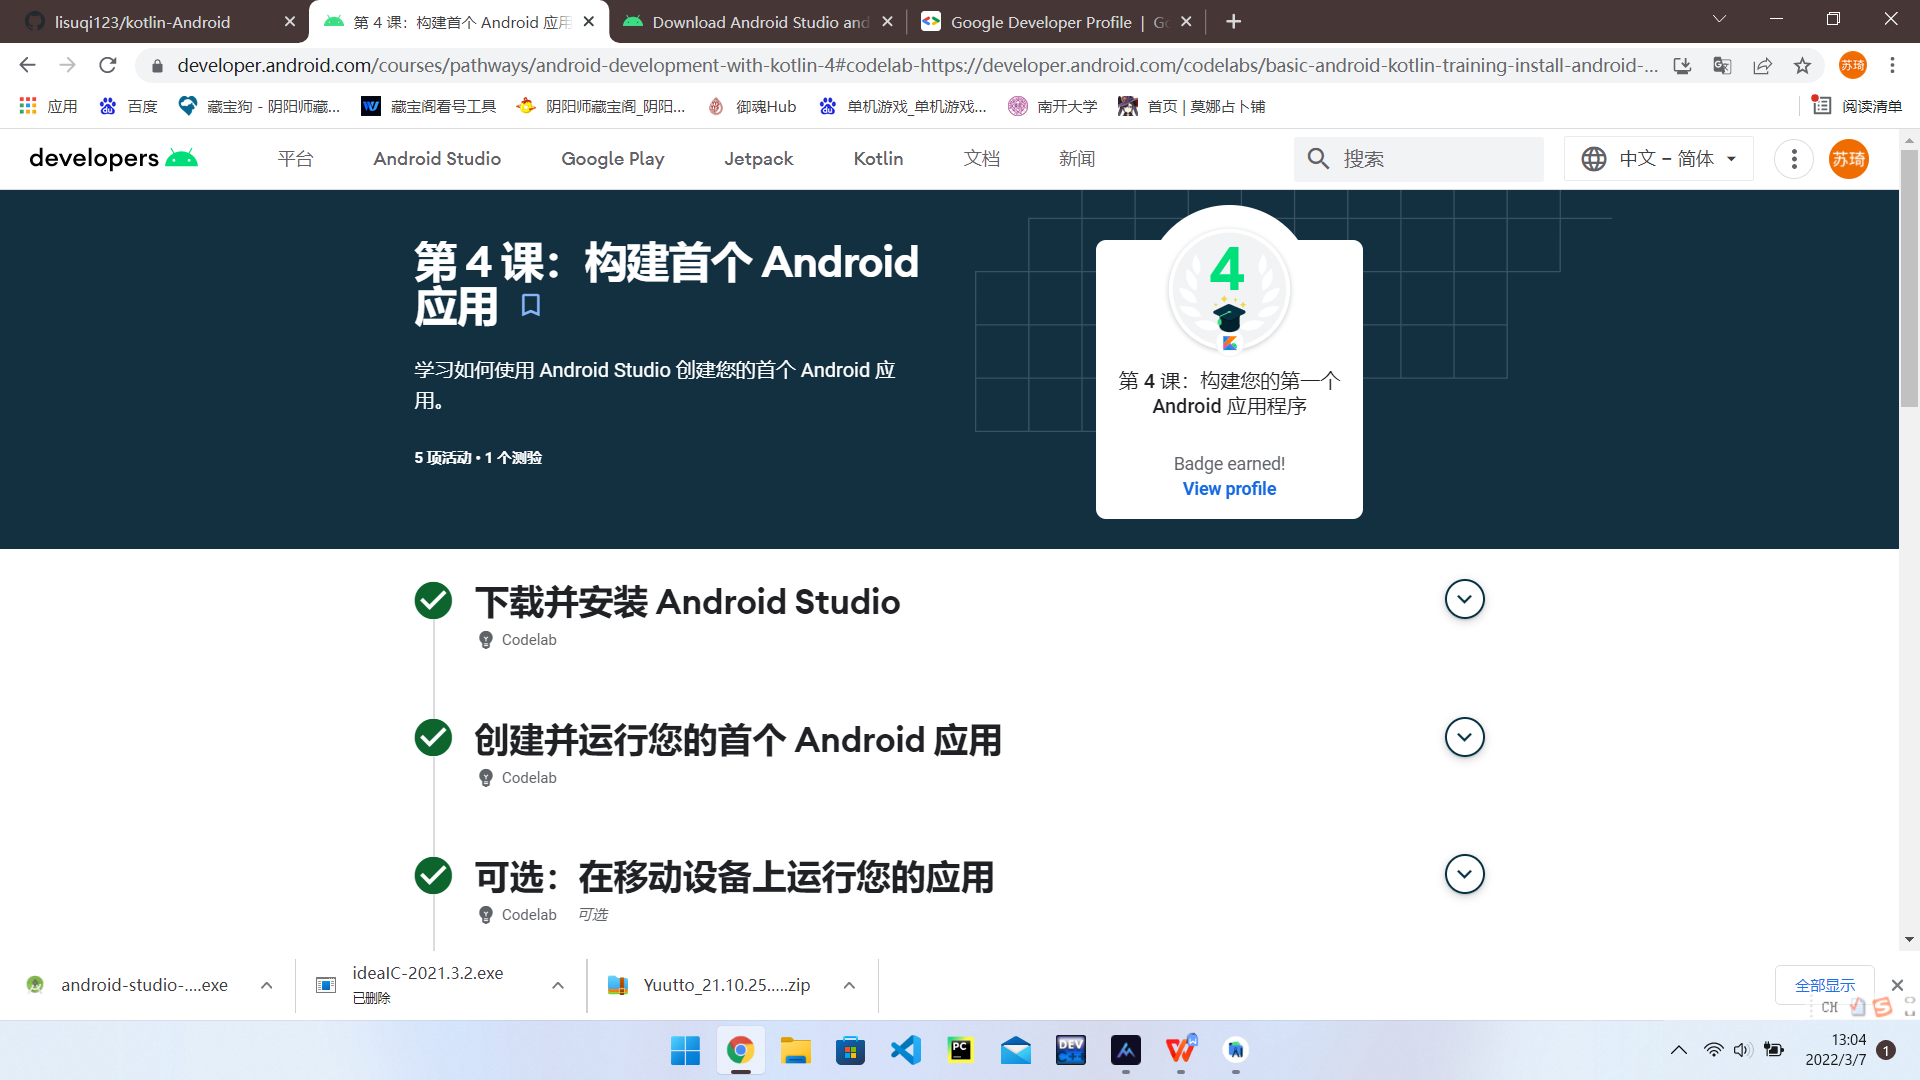 lisuqi123/kotlin-Android
第 4 课：构建首个 Android 应用
Download Android Studio and
Google Developer Profile | Go
developer.android.com/courses/pathways/android-development-with-kotlin-4#codelab-https://developer.android.com/codelabs/basic-android-kotlin-training-install-android-...
苏琦
应用
百度
藏宝狗 - 阴阳师藏...
藏宝阁看号工具
阴阳师藏宝阁_阴阳...
御魂Hub
单机游戏_单机游戏...
南开大学
首页 | 莫娜占卜铺
阅读清单
developers
平台
Android Studio
Google Play
Jetpack
Kotlin
文档
新闻
搜索
中文 – 简体
苏琦
第 4 课：构建首个 Android
应用
学习如何使用 Android Studio 创建您的首个 Android 应
用。
5 项活动 • 1 个测验
4
第 4 课：构建您的第一个
Android 应用程序
Badge earned!
View profile
下载并安装 Android Studio
Codelab
创建并运行您的首个 Android 应用
Codelab
可选：在移动设备上运行您的应用
Codelab 可选
android-studio-....exe
ideaIC-2021.3.2.exe
已删除
Yuutto_21.10.25.....zip
全部显示
CH
PC
DEV
C++
13:04
2022/3/7
1